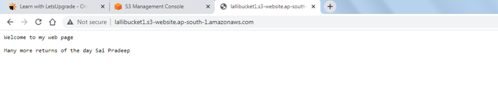 Learn with LetsUpgrade - Cr
S3 Management Console
lallibucket1.s3-website.ap-south
Not secure | lallibucket1.s3-website.ap-south-1.amazonaws.com
Welcome to my web page
Many more returns of the day Sai Pradeep